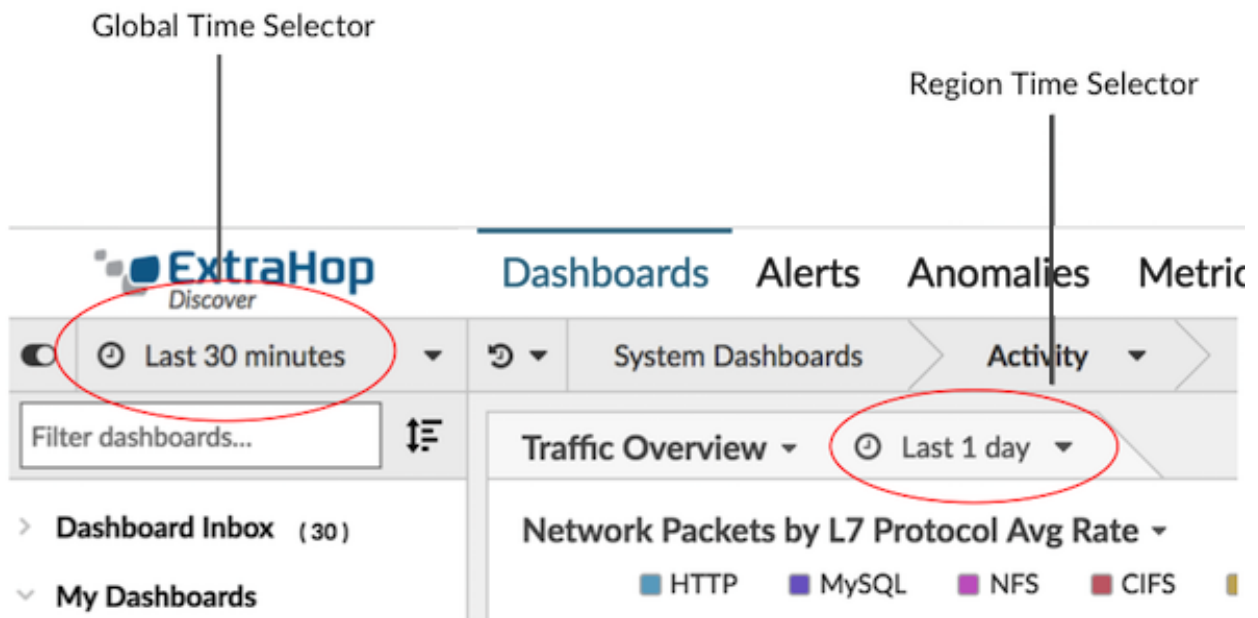 Global Time Selector
Region Time Selector
ExtraHop
Discover
Dashboards Alerts Anomalies
Last 30 minutes
System Dashboards Activity
Filter dashboards...
Traffic Overview Last 1 day
Dashboard Inbox (30)
Network Packets by L7 Protocol Avg Rate
HTTP MySQL NFS CIFS
My Dashboards